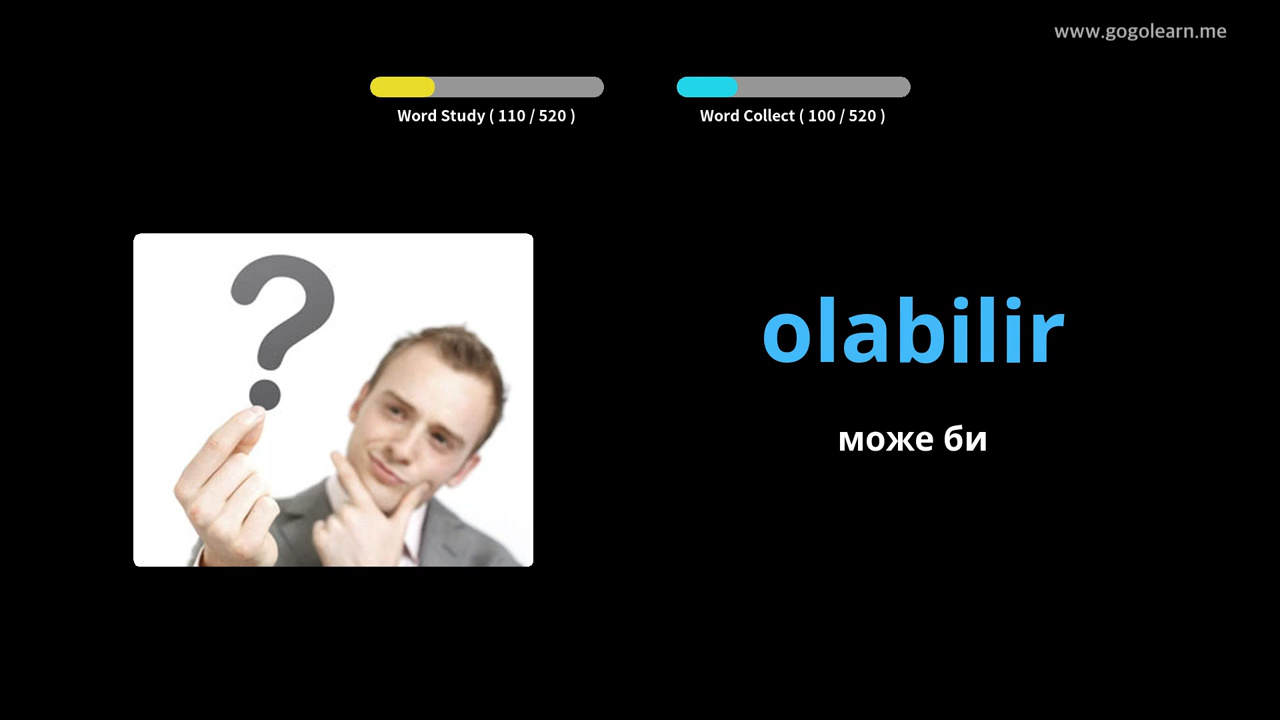 www.gogolearn.me
Word Study ( 110 / 520 )
Word Collect ( 100 / 520 )
olabilir
може би